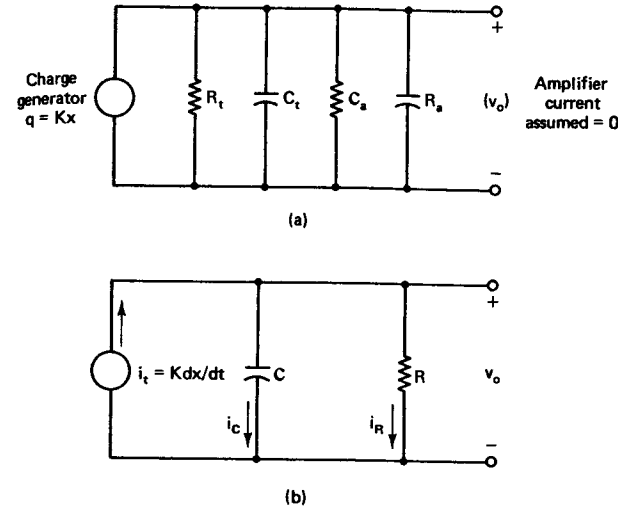 Charge
generator
q = Kx
R_t
C_t
C_a
R_a
+
(v_o)
−
Amplifier
current
assumed = 0
(a)
i_t = Kdx/dt
C
i_C
R
i_R
+
v_o
−
(b)